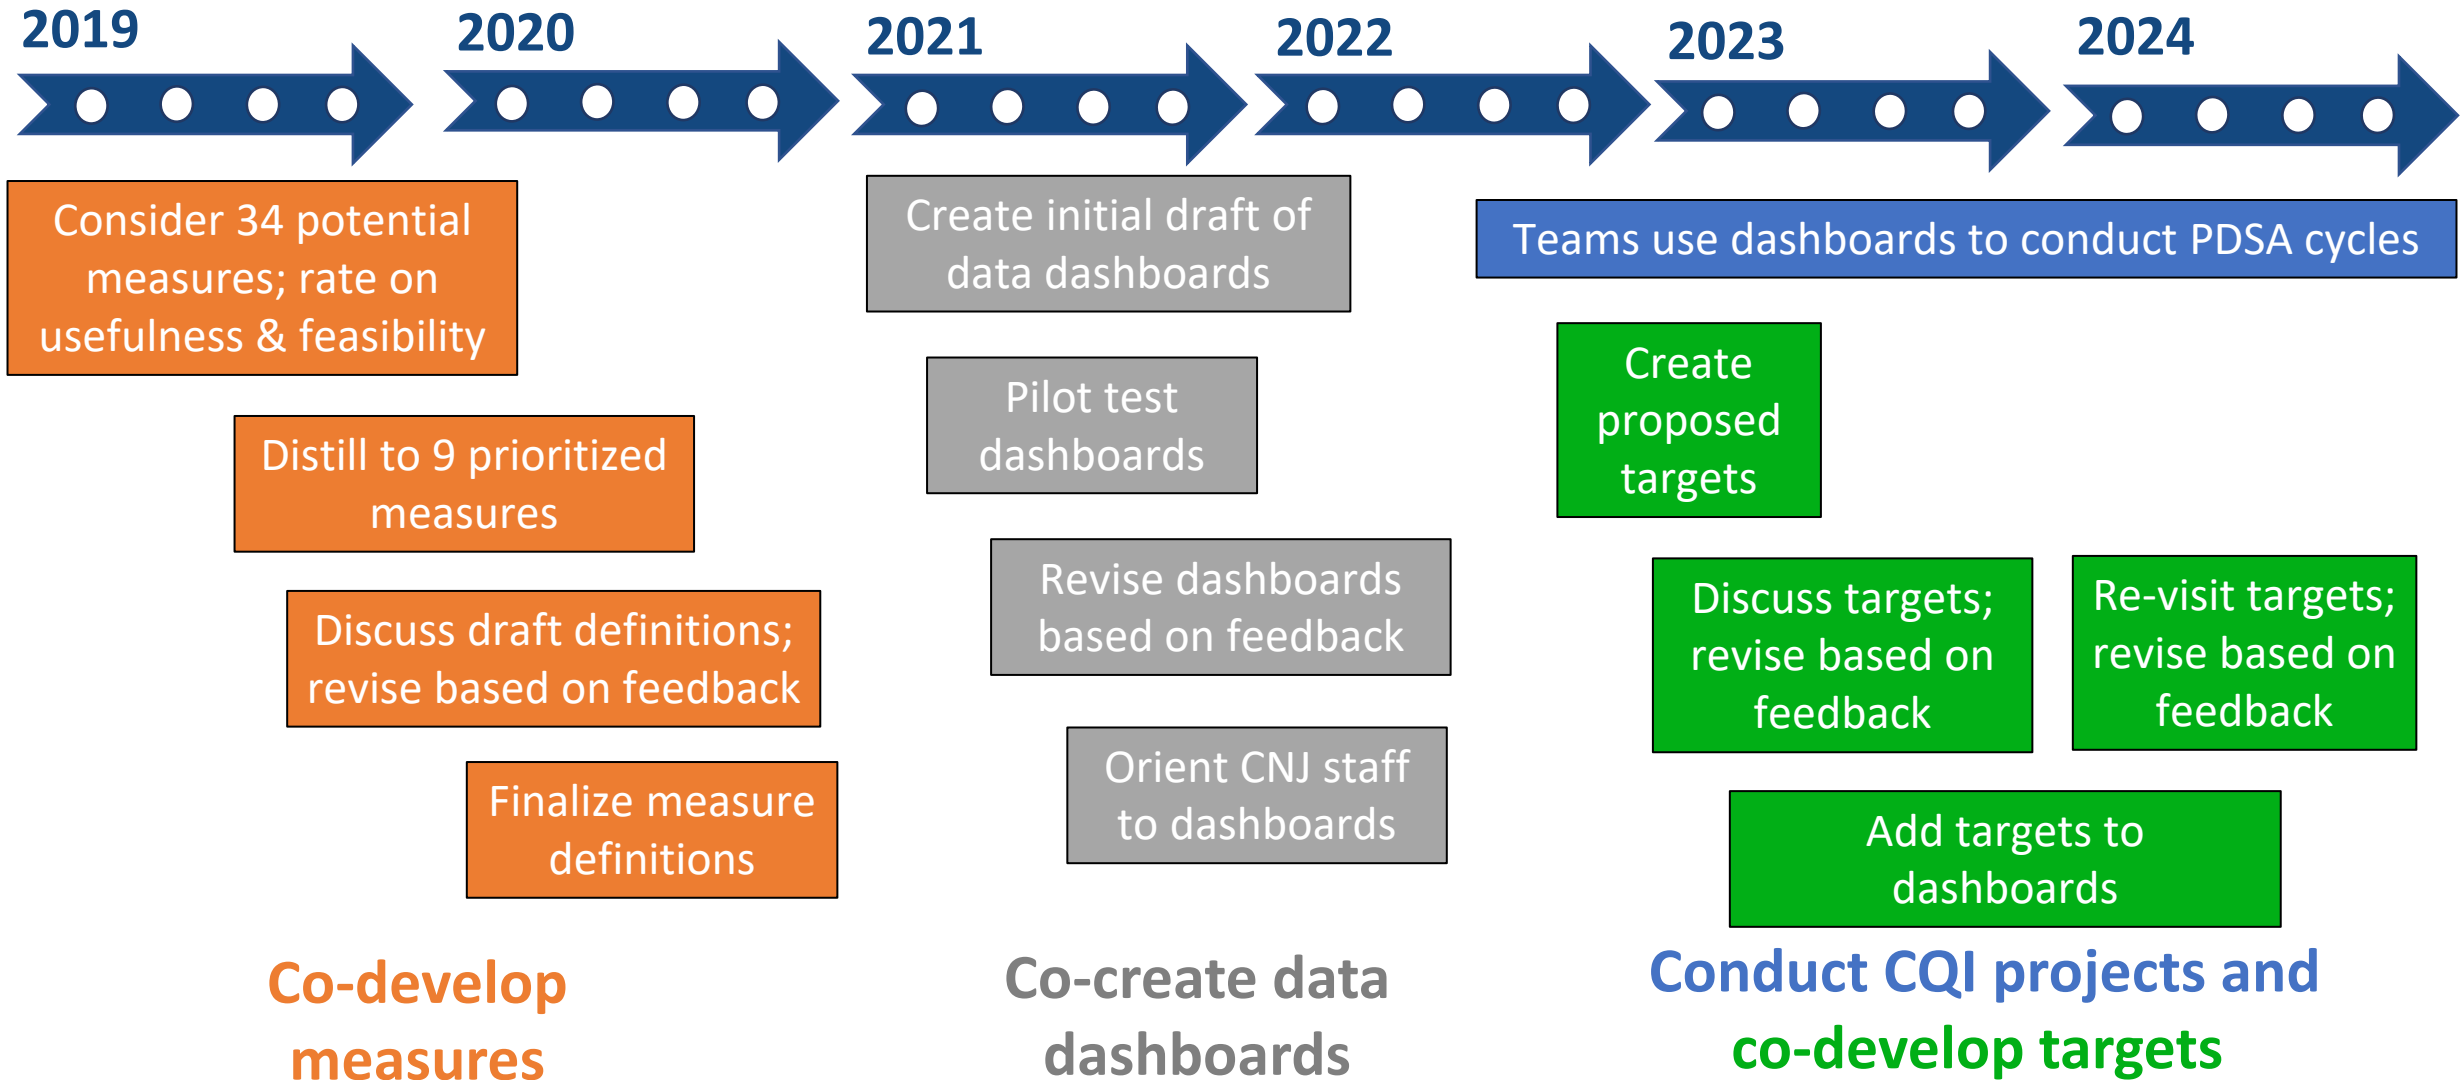 2019
2020
2021
2022
2023
2024
Consider 34 potential
measures; rate on
usefulness & feasibility
Distill to 9 prioritized
measures
Discuss draft definitions;
revise based on feedback
Finalize measure
definitions
Co-develop
measures
Create initial draft of
data dashboards
Pilot test
dashboards
Revise dashboards
based on feedback
Orient CNJ staff
to dashboards
Co-create data
dashboards
Teams use dashboards to conduct PDSA cycles
Create
proposed
targets
Discuss targets;
revise based on
feedback
Re-visit targets;
revise based on
feedback
Add targets to
dashboards
Conduct CQI projects and
co-develop targets